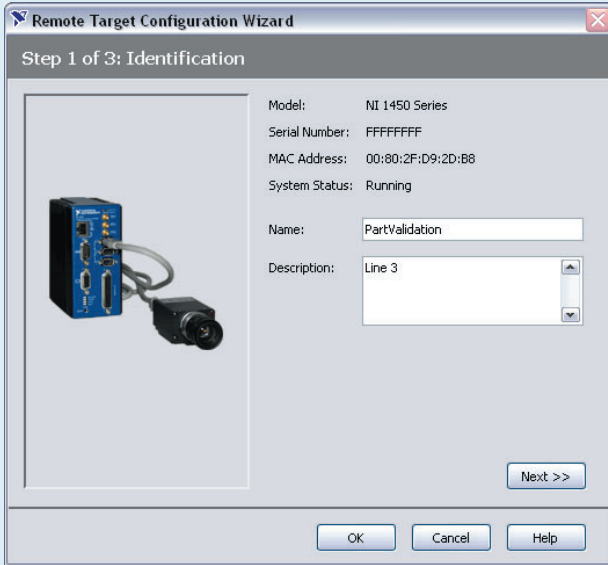 Remote Target Configuration Wizard
Step 1 of 3: Identification
Model: NI 1450 Series
Serial Number: FFFFFFFF
MAC Address: 00:80:2F:D9:2D:B8
System Status: Running
Name: PartValidation
Description: Line 3
Next >>
OK Cancel Help